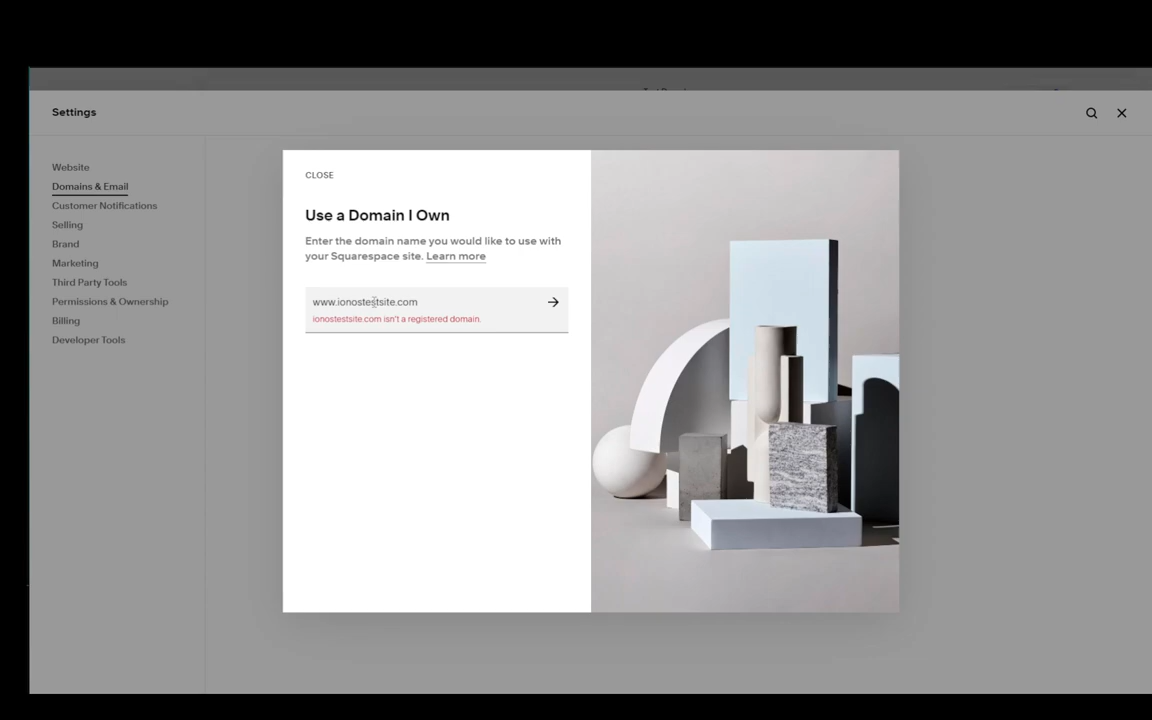 Settings
Website
Domains & Email
Customer Notifications
Selling
Brand
Marketing
Third Party Tools
Permissions & Ownership
Billing
Developer Tools
CLOSE
Use a Domain I Own
Enter the domain name you would like to use with
your Squarespace site. Learn more
www.ionostestsite.com
ionostestsite.com isn't a registered domain.